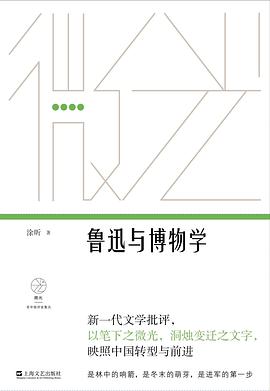 微光
涂昕 著
鲁迅与博物学
微光
青年批评家集丛
新一代文学批评，
以笔下之微光，洞烛变迁之文字，
映照中国转型与前进
上海文艺出版社
是林中的响箭，是冬末的萌芽，是进军的第一步